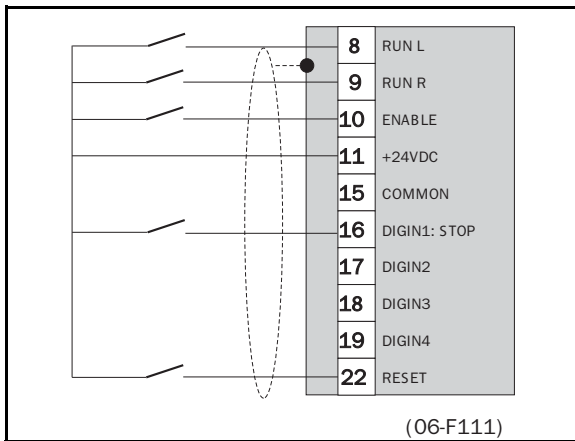 8 RUN L
9 RUN R
10 ENABLE
11 +24VDC
15 COMMON
16 DIGIN1: STOP
17 DIGIN2
18 DIGIN3
19 DIGIN4
22 RESET
(06-F111)